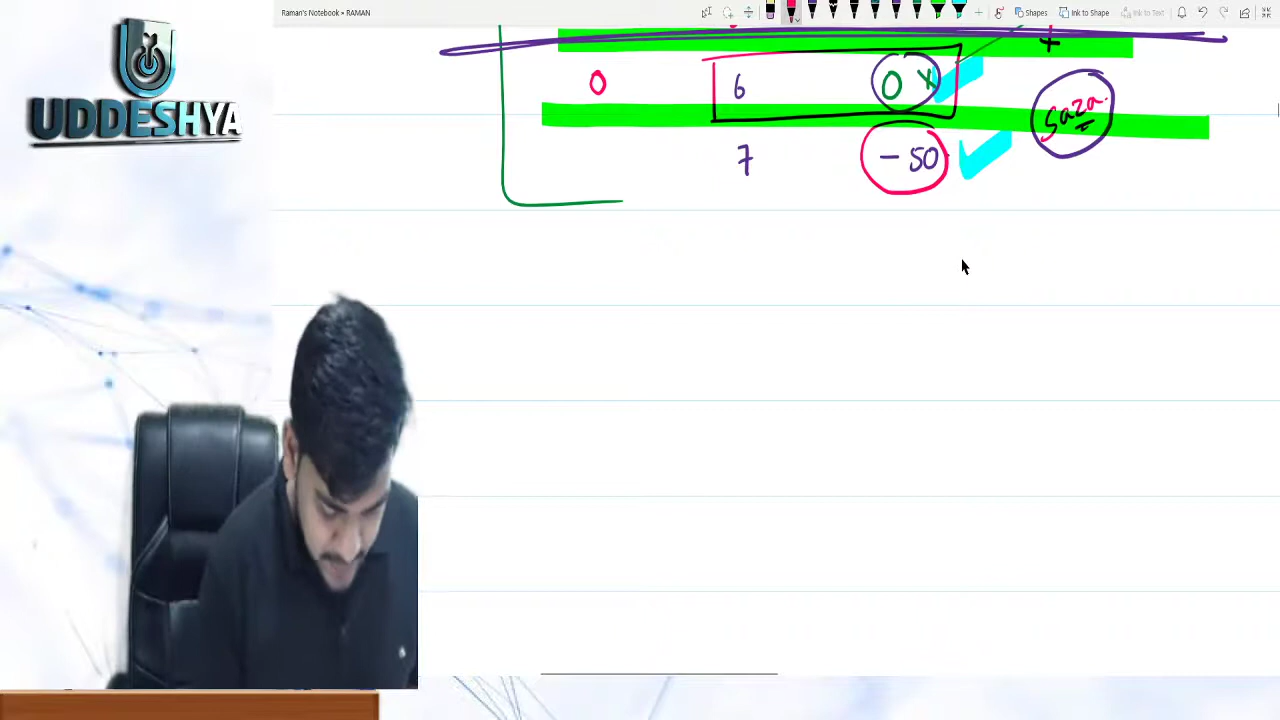 Raman's Notebook » RAMAN
Shapes
Ink to Shape
Ink to Text
UDDESHYA
+
0 6 0 x
Saza.
7 - 50